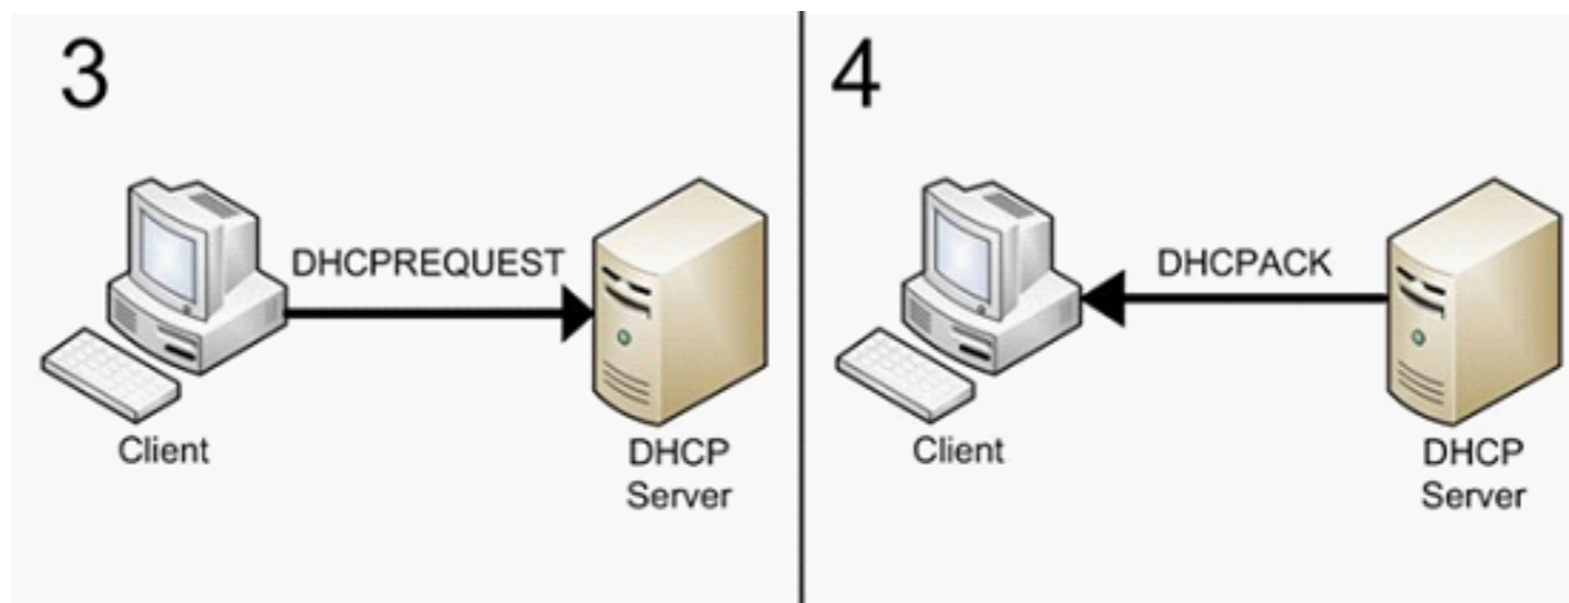 3
DHCPREQUEST
Client
DHCP
Server
4
DHCPACK
Client
DHCP
Server